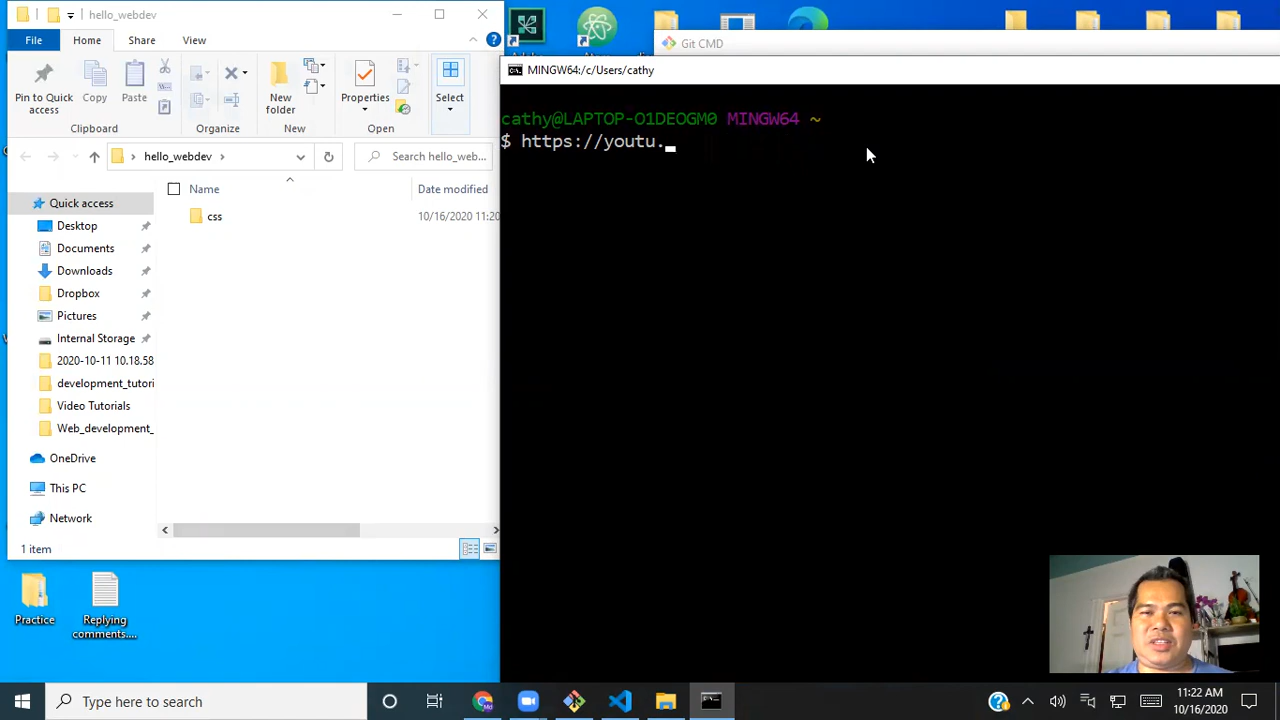 hello_webdev
File
Home
Share
View
Pin to Quick access
Copy
Paste
Clipboard
New folder
New
Properties
Open
Select
hello_webdev
Search hello_web...
Name
Date modified
css
10/16/2020 11:20
Quick access
Desktop
Documents
Downloads
Dropbox
Pictures
Internal Storage
2020-10-11 10.18.58
development_tutori
Video Tutorials
Web_development_
OneDrive
This PC
Network
1 item
Git CMD
MINGW64:/c/Users/cathy
cathy@LAPTOP-O1DEOGM0 MINGW64 ~
$ https://youtu._
Practice
Replying
comments....
Type here to search
11:22 AM
10/16/2020